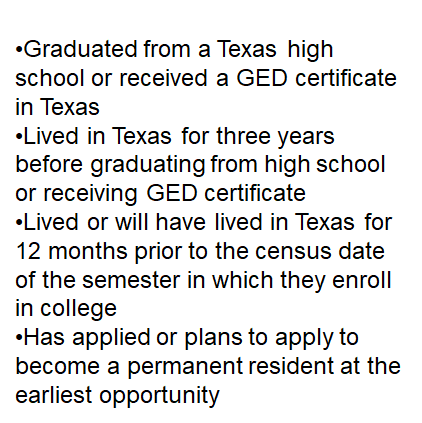 •Graduated from a Texas high
school or received a GED certificate
in Texas
•Lived in Texas for three years
before graduating from high school
or receiving GED certificate
•Lived or will have lived in Texas for
12 months prior to the census date
of the semester in which they enroll
in college
•Has applied or plans to apply to
become a permanent resident at the
earliest opportunity